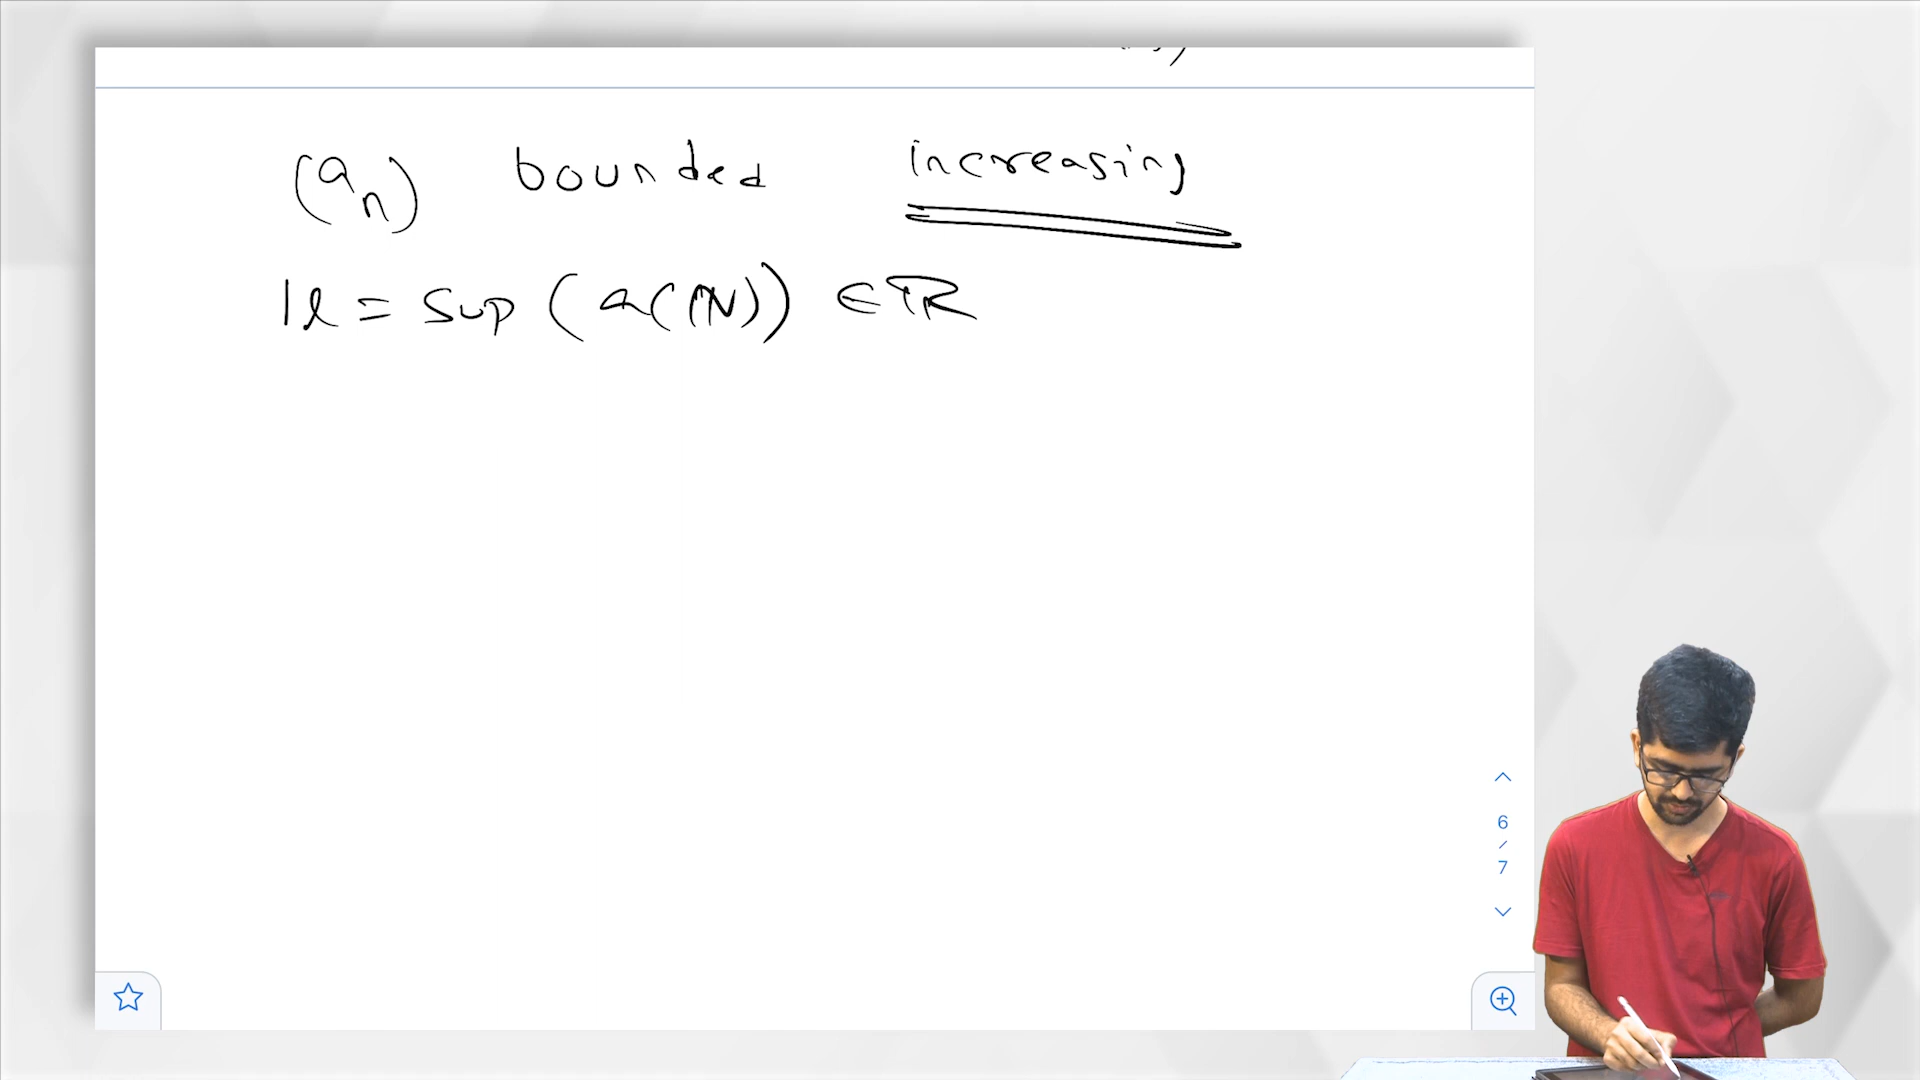 (aₙ) bounded increasing
l = sup (a(ℕ)) ∈ ℝ
6
/
7